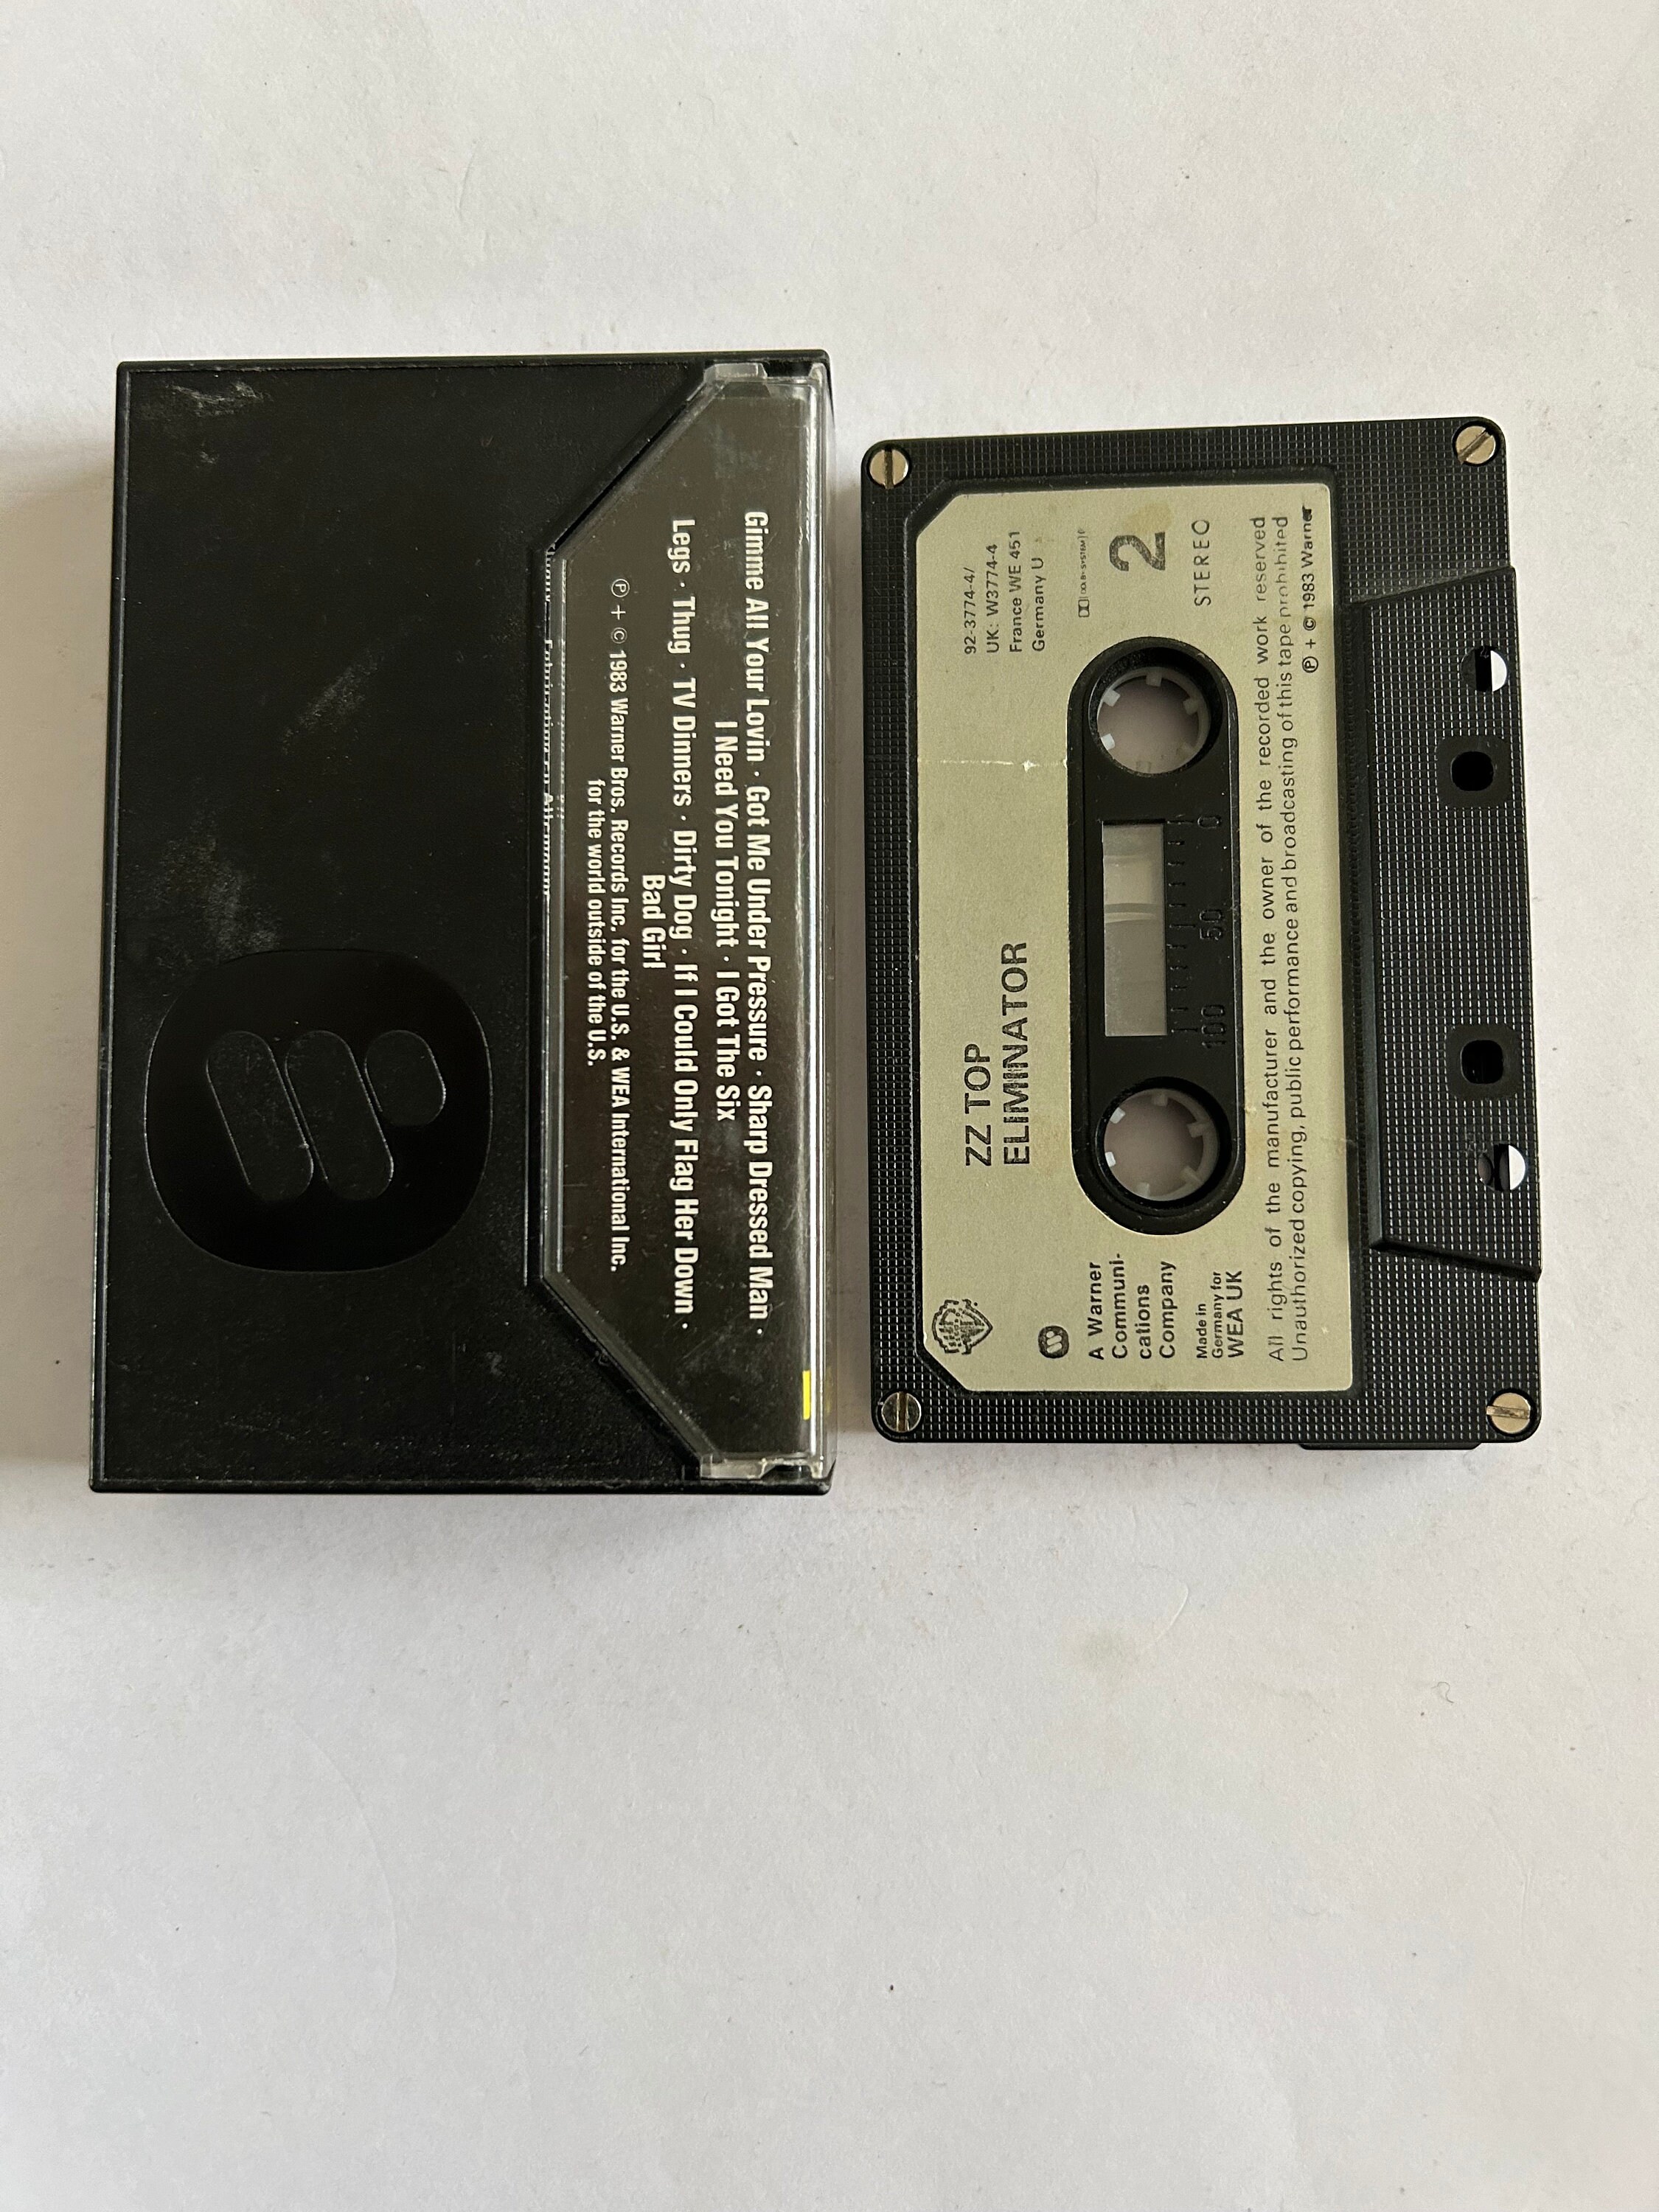 Gimme All Your Lovin · Got Me Under Pressure · Sharp Dressed Man ·
I Need You Tonight · I Got The Six
Legs · Thug · TV Dinners · Dirty Dog · If I Could Only Flag Her Down ·
Bad Girl
℗ + © 1983 Warner Bros. Records Inc. for the U.S. & WEA International Inc.
for the world outside of the U.S.
ZZ TOP
ELIMINATOR
92-3774-4/
UK: W3774-4
France WE 451
Germany U
DOLBY SYSTEM
2
STEREO
100 50 0
A Warner
Communi-
cations
Company
Made in
Germany for
WEA UK
All rights of the manufacturer and the owner of the recorded work reserved
Unauthorized copying, public performance and broadcasting of this tape prohibited
℗ + © 1983 Warner